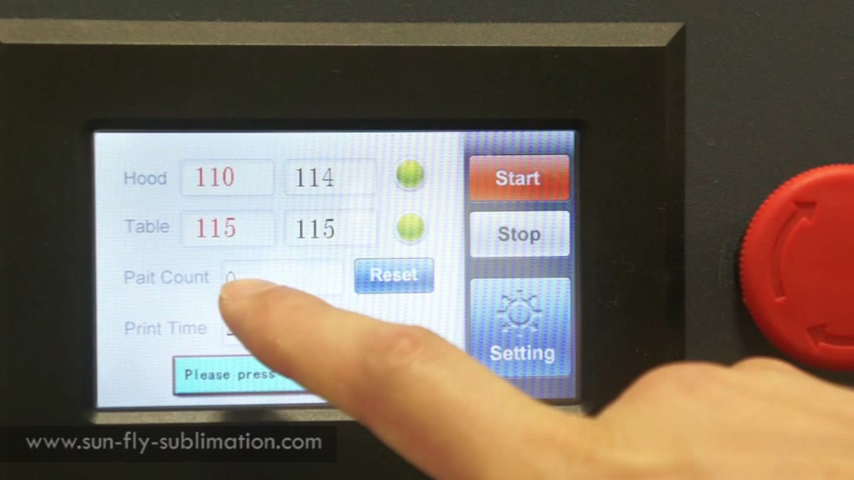 Hood 110 114
Start
Table 115 115
Stop
Pait Count 0 Reset
Print Time
Setting
Please press
www.sun-fly-sublimation.com